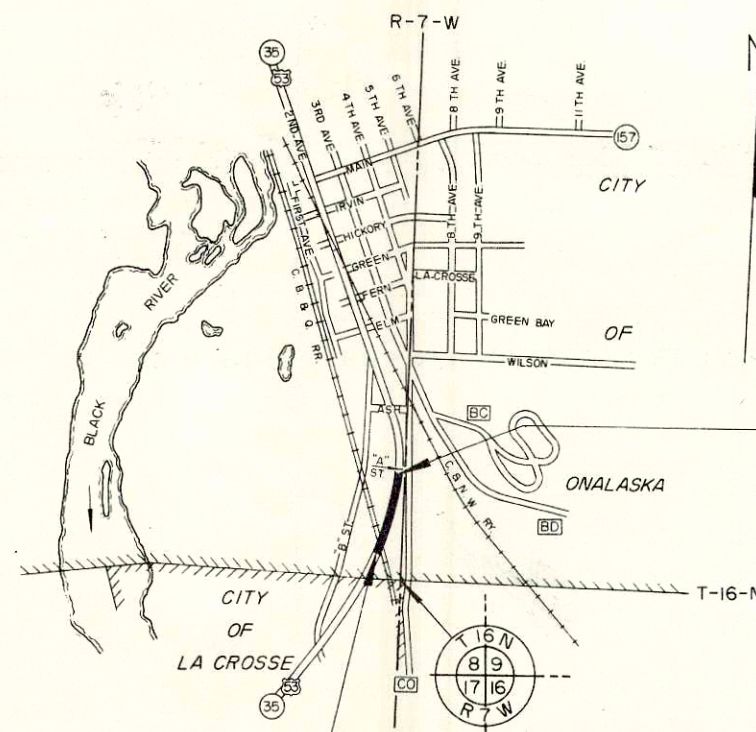 R-7-W
35
53
2ND AVE.
3RD AVE.
4TH AVE.
5TH AVE.
6TH AVE.
8TH AVE.
9TH AVE.
11TH AVE.
157
MAIN
CITY
IRVIN
FIRST AVE.
HICKORY
8TH AVE.
9TH AVE.
GREEN
LA CROSSE
RIVER
FERN
C.B.& Q. RR.
ELM
GREEN BAY
OF
WILSON
BLACK
ASH
BC
"A"
ST
C.& N.W. RY.
ONALASKA
"B" ST.
BD
T-16-N
CITY
OF
LA CROSSE
T 16 N
8 9
17 16
R 7 W
CO
53
35